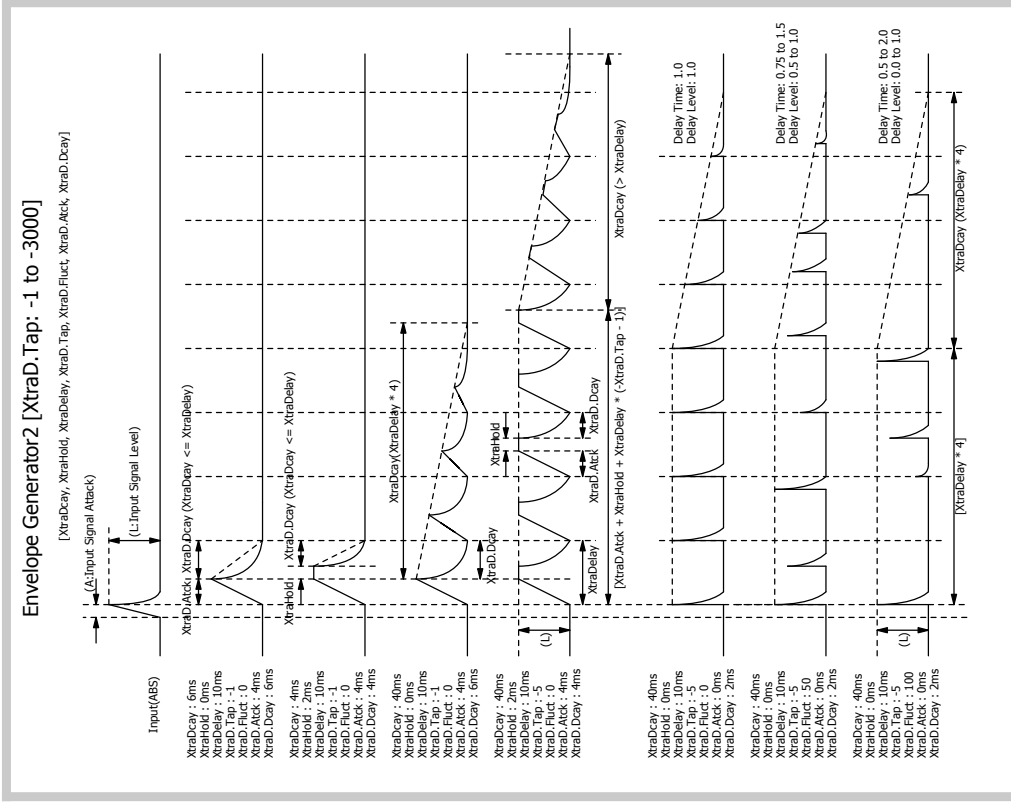 Envelope Generator2 [XtraD.Tap: -1 to -3000]
[XtraDcay, XtraHold, XtraDelay, XtraD.Tap, XtraD.Fluct, XtraD.Atck, XtraD.Dcay]
(A:Input Signal Attack)
(L:Input Signal Level)
Input(ABS)
XtraD.Atck
XtraD.Dcay (XtraDcay <= XtraDelay)
XtraDcay : 6ms
XtraHold : 0ms
XtraDelay : 10ms
XtraD.Tap : -1
XtraD.Fluct : 0
XtraD.Atck : 4ms
XtraD.Dcay : 6ms
XtraHold
XtraD.Dcay (XtraDcay <= XtraDelay)
XtraDcay : 4ms
XtraHold : 2ms
XtraDelay : 10ms
XtraD.Tap : -1
XtraD.Fluct : 0
XtraD.Atck : 4ms
XtraD.Dcay : 4ms
XtraDcay(XtraDelay * 4)
XtraD.Dcay
XtraDcay : 40ms
XtraHold : 0ms
XtraDelay : 10ms
XtraD.Tap : -1
XtraD.Fluct : 0
XtraD.Atck : 4ms
XtraD.Dcay : 6ms
XtraHold
(L)
XtraDelay
XtraD.Atck
XtraD.Dcay
XtraDcay : 40ms
XtraHold : 2ms
XtraDelay : 10ms
XtraD.Tap : -5
XtraD.Fluct : 0
XtraD.Atck : 4ms
XtraD.Dcay : 4ms
[XtraD.Atck + XtraHold + XtraDelay * (-XtraD.Tap - 1)]
XtraDcay (> XtraDelay)
Delay Time: 1.0
Delay Level: 1.0
XtraDcay : 40ms
XtraHold : 0ms
XtraDelay : 10ms
XtraD.Tap : -5
XtraD.Fluct : 0
XtraD.Atck : 0ms
XtraD.Dcay : 2ms
Delay Time: 0.75 to 1.5
Delay Level: 0.5 to 1.0
XtraDcay : 40ms
XtraHold : 0ms
XtraDelay : 10ms
XtraD.Tap : -5
XtraD.Fluct : 50
XtraD.Atck : 0ms
XtraD.Dcay : 2ms
Delay Time: 0.5 to 2.0
Delay Level: 0.0 to 1.0
(L)
XtraDcay : 40ms
XtraHold : 0ms
XtraDelay : 10ms
XtraD.Tap : -5
XtraD.Fluct : 100
XtraD.Atck : 0ms
XtraD.Dcay : 2ms
[XtraDelay * 4]
XtraDcay (XtraDelay * 4)